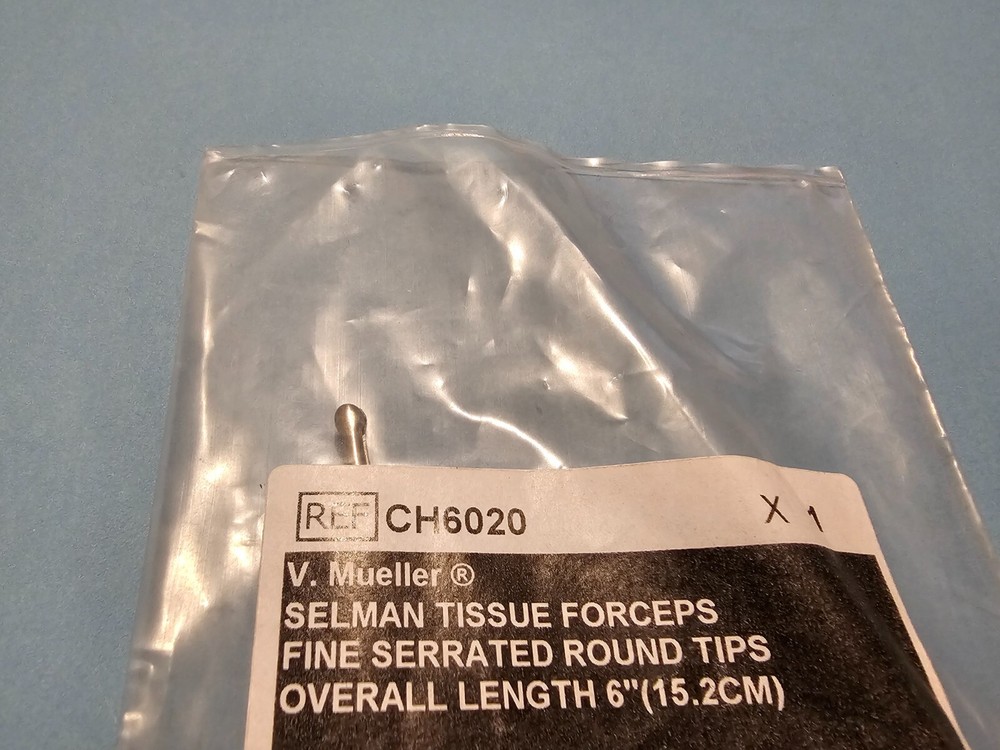 REF CH6020 X 1
V. Mueller ®
SELMAN TISSUE FORCEPS
FINE SERRATED ROUND TIPS
OVERALL LENGTH 6"(15.2CM)